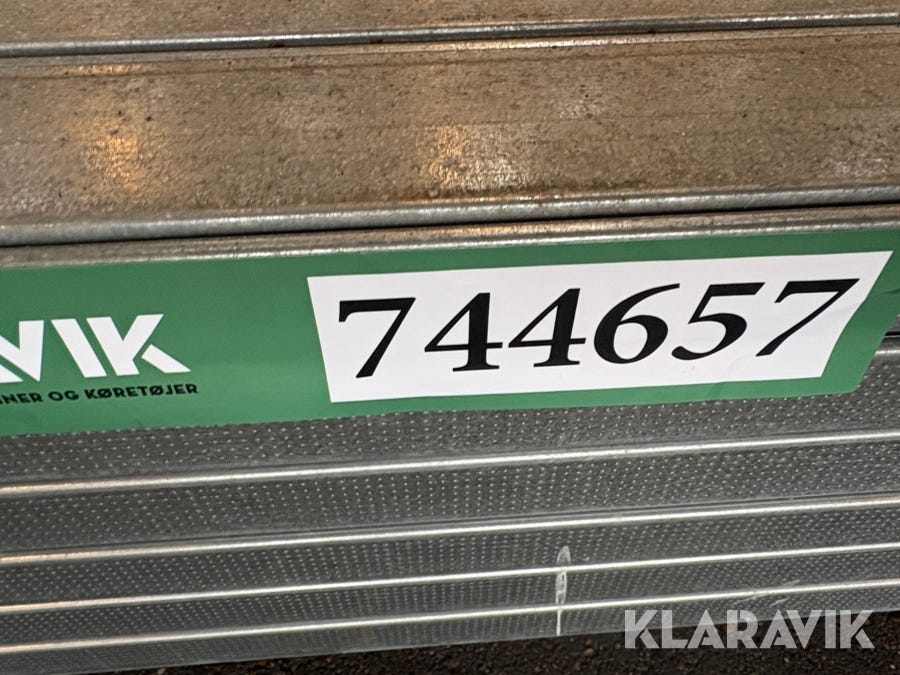 VIK
NER OG KØRETØJER
744657
KLARAVIK